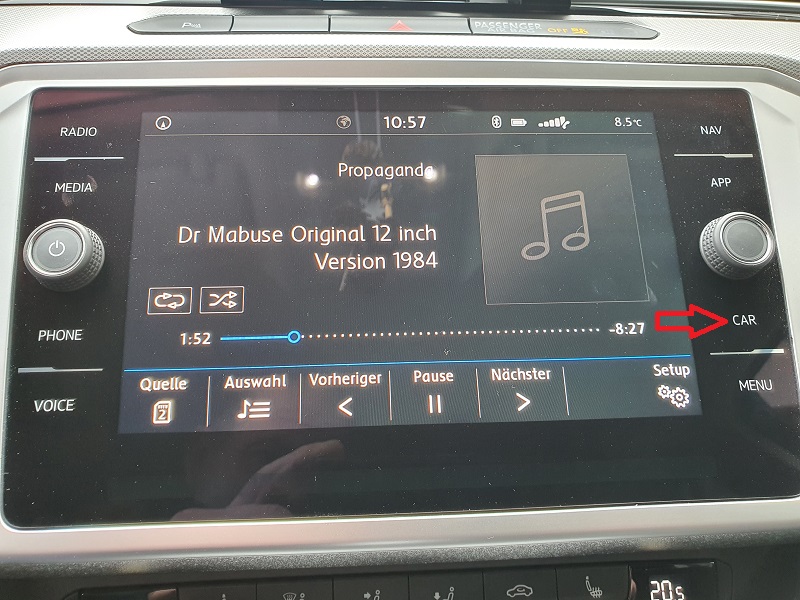 PASSENGER
AIR BAG OFF
RADIO
MEDIA
PHONE
VOICE
10:57
8.5°C
Propaganda
Dr Mabuse Original 12 inch
Version 1984
1:52
-8:27
Quelle
2
Auswahl
Vorheriger
Pause
Nächster
Setup
NAV
APP
CAR
MENU
20.5